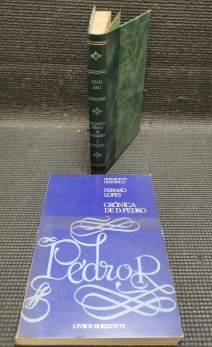 HORIZONTE
HISTÓRICO
FERNÃO
LOPES
CRÓNICA
DE D. PEDRO
Pedro
LIVROS HORIZONTE